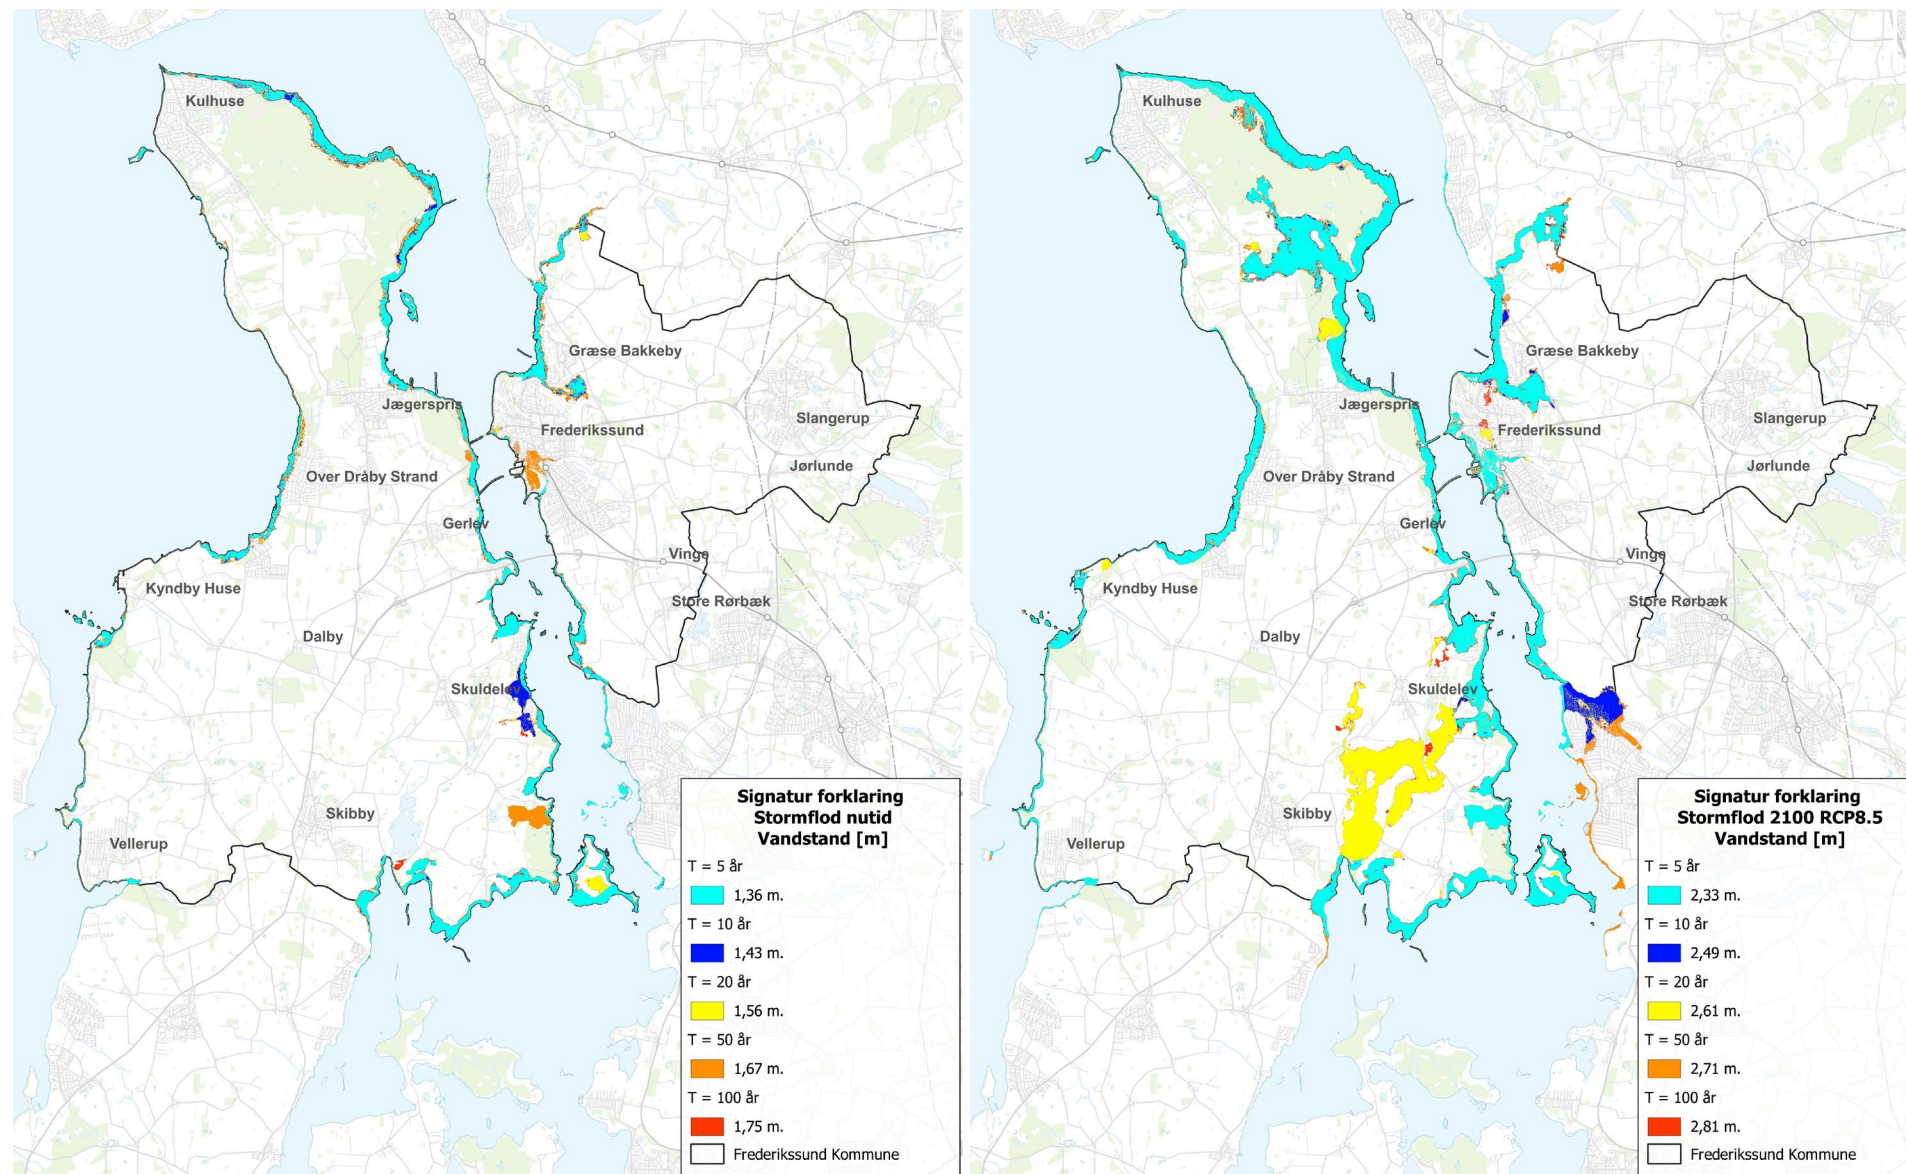 Kulhuse
Græse Bakkeby
Jægerspris
Slangerup
Frederikssund
Jørlunde
Over Dråby Strand
Gerlev
Vinge
Kyndby Huse
Store Rørbæk
Dalby
Skuldelev
Skibby
Vellerup
Signatur forklaring
Stormflod nutid
Vandstand [m]
T = 5 år
1,36 m.
T = 10 år
1,43 m.
T = 20 år
1,56 m.
T = 50 år
1,67 m.
T = 100 år
1,75 m.
Frederikssund Kommune
Kulhuse
Græse Bakkeby
Jægerspris
Slangerup
Frederikssund
Jørlunde
Over Dråby Strand
Gerlev
Vinge
Kyndby Huse
Store Rørbæk
Dalby
Skuldelev
Skibby
Vellerup
Signatur forklaring
Stormflod 2100 RCP8.5
Vandstand [m]
T = 5 år
2,33 m.
T = 10 år
2,49 m.
T = 20 år
2,61 m.
T = 50 år
2,71 m.
T = 100 år
2,81 m.
Frederikssund Kommune